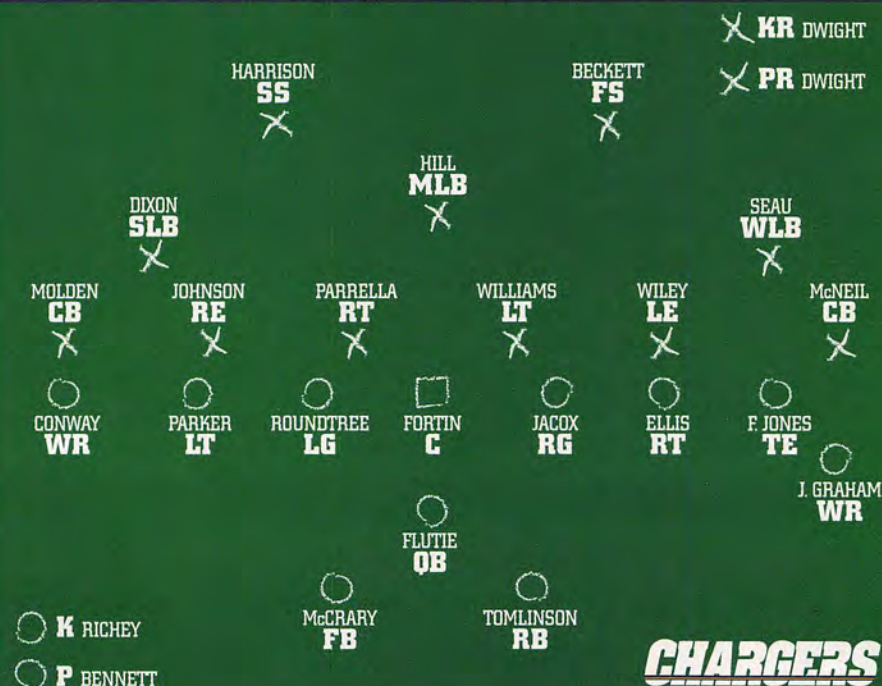 KR DWIGHT
PR DWIGHT
HARRISON
SS
BECKETT
FS
HILL
MLB
DIXON
SLB
SEAU
WLB
MOLDEN
CB
JOHNSON
RE
PARRELLA
RT
WILLIAMS
LT
WILEY
LE
McNEIL
CB
CONWAY
WR
PARKER
LT
ROUNDTREE
LG
FORTIN
C
JACOX
RG
ELLIS
RT
F. JONES
TE
J. GRAHAM
WR
FLUTIE
QB
McCRARY
FB
TOMLINSON
RB
K RICHEY
P BENNETT
CHARGERS